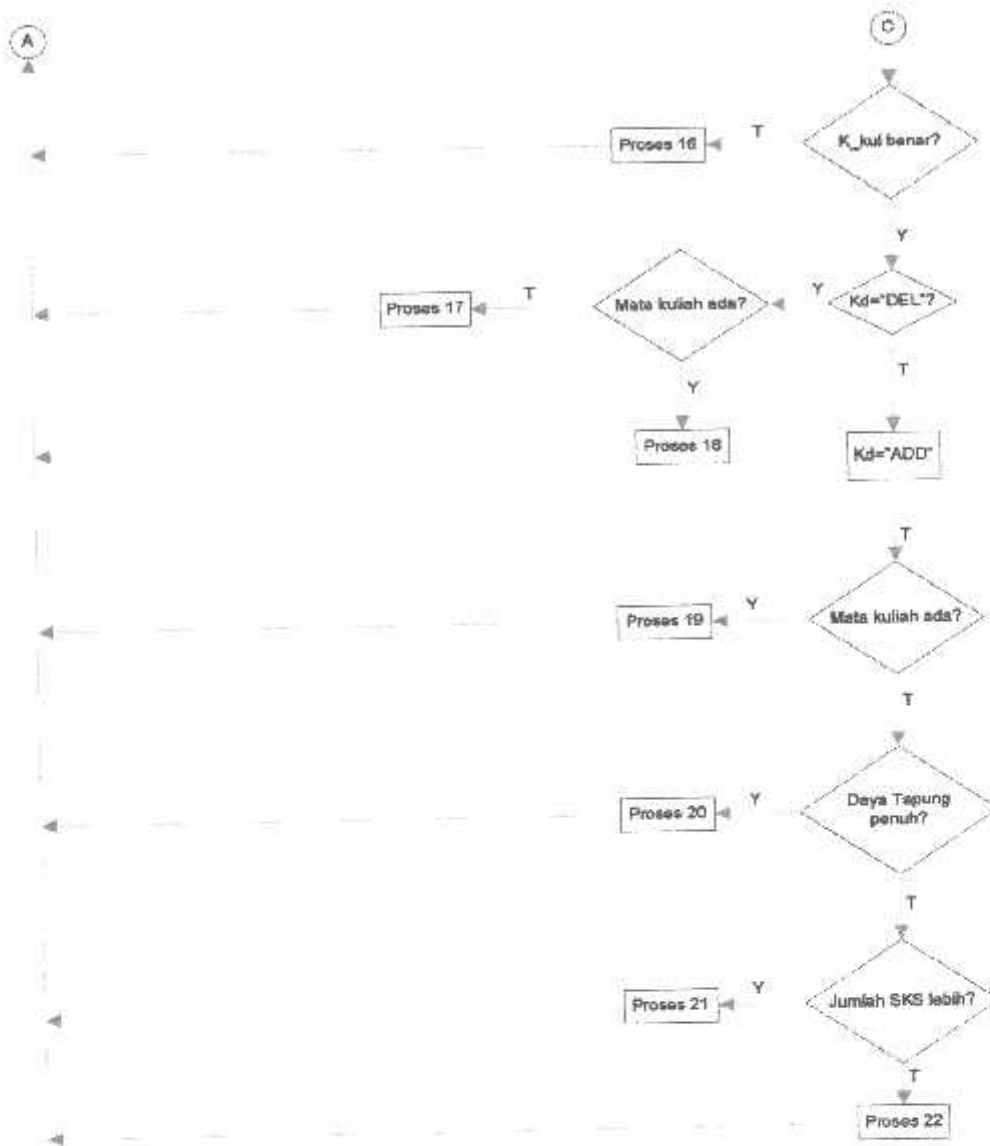 A
C
K_kul benar?
T
Proses 16
Y
Kd="DEL"?
Y
Mata kuliah ada?
T
Proses 17
T
Y
Proses 18
Kd="ADD"
T
Mata kuliah ada?
Y
Proses 19
T
Daya Tapung
penuh?
Y
Proses 20
T
Jumlah SKS lebih?
Y
Proses 21
T
Proses 22